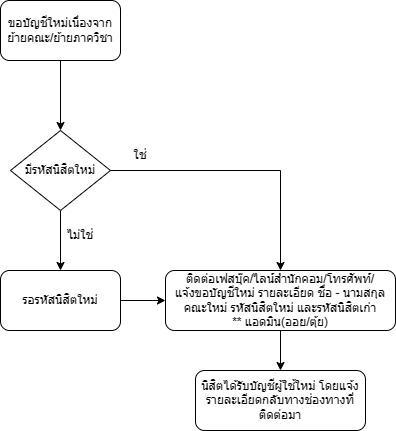 ขอบัญชีใหม่เนื่องจาก
ย้ายคณะ/ย้ายภาควิชา
มีรหัสนิสิตใหม่
ใช่
ไม่ใช่
รอรหัสนิสิตใหม่
ติดต่อเฟสบุ๊ค/ไลน์สำนักคอม/โทรศัพท์/
แจ้งขอบัญชีใหม่ รายละเอียด ชื่อ - นามสกุล
คณะใหม่ รหัสนิสิตใหม่ และรหัสนิสิตเก่า
** แอดมิน(ออย/ตุ้ย)
นิสิตได้รับบัญชีผู้ใช้ใหม่ โดยแจ้ง
รายละเอียดกลับทางช่องทางที่
ติดต่อมา